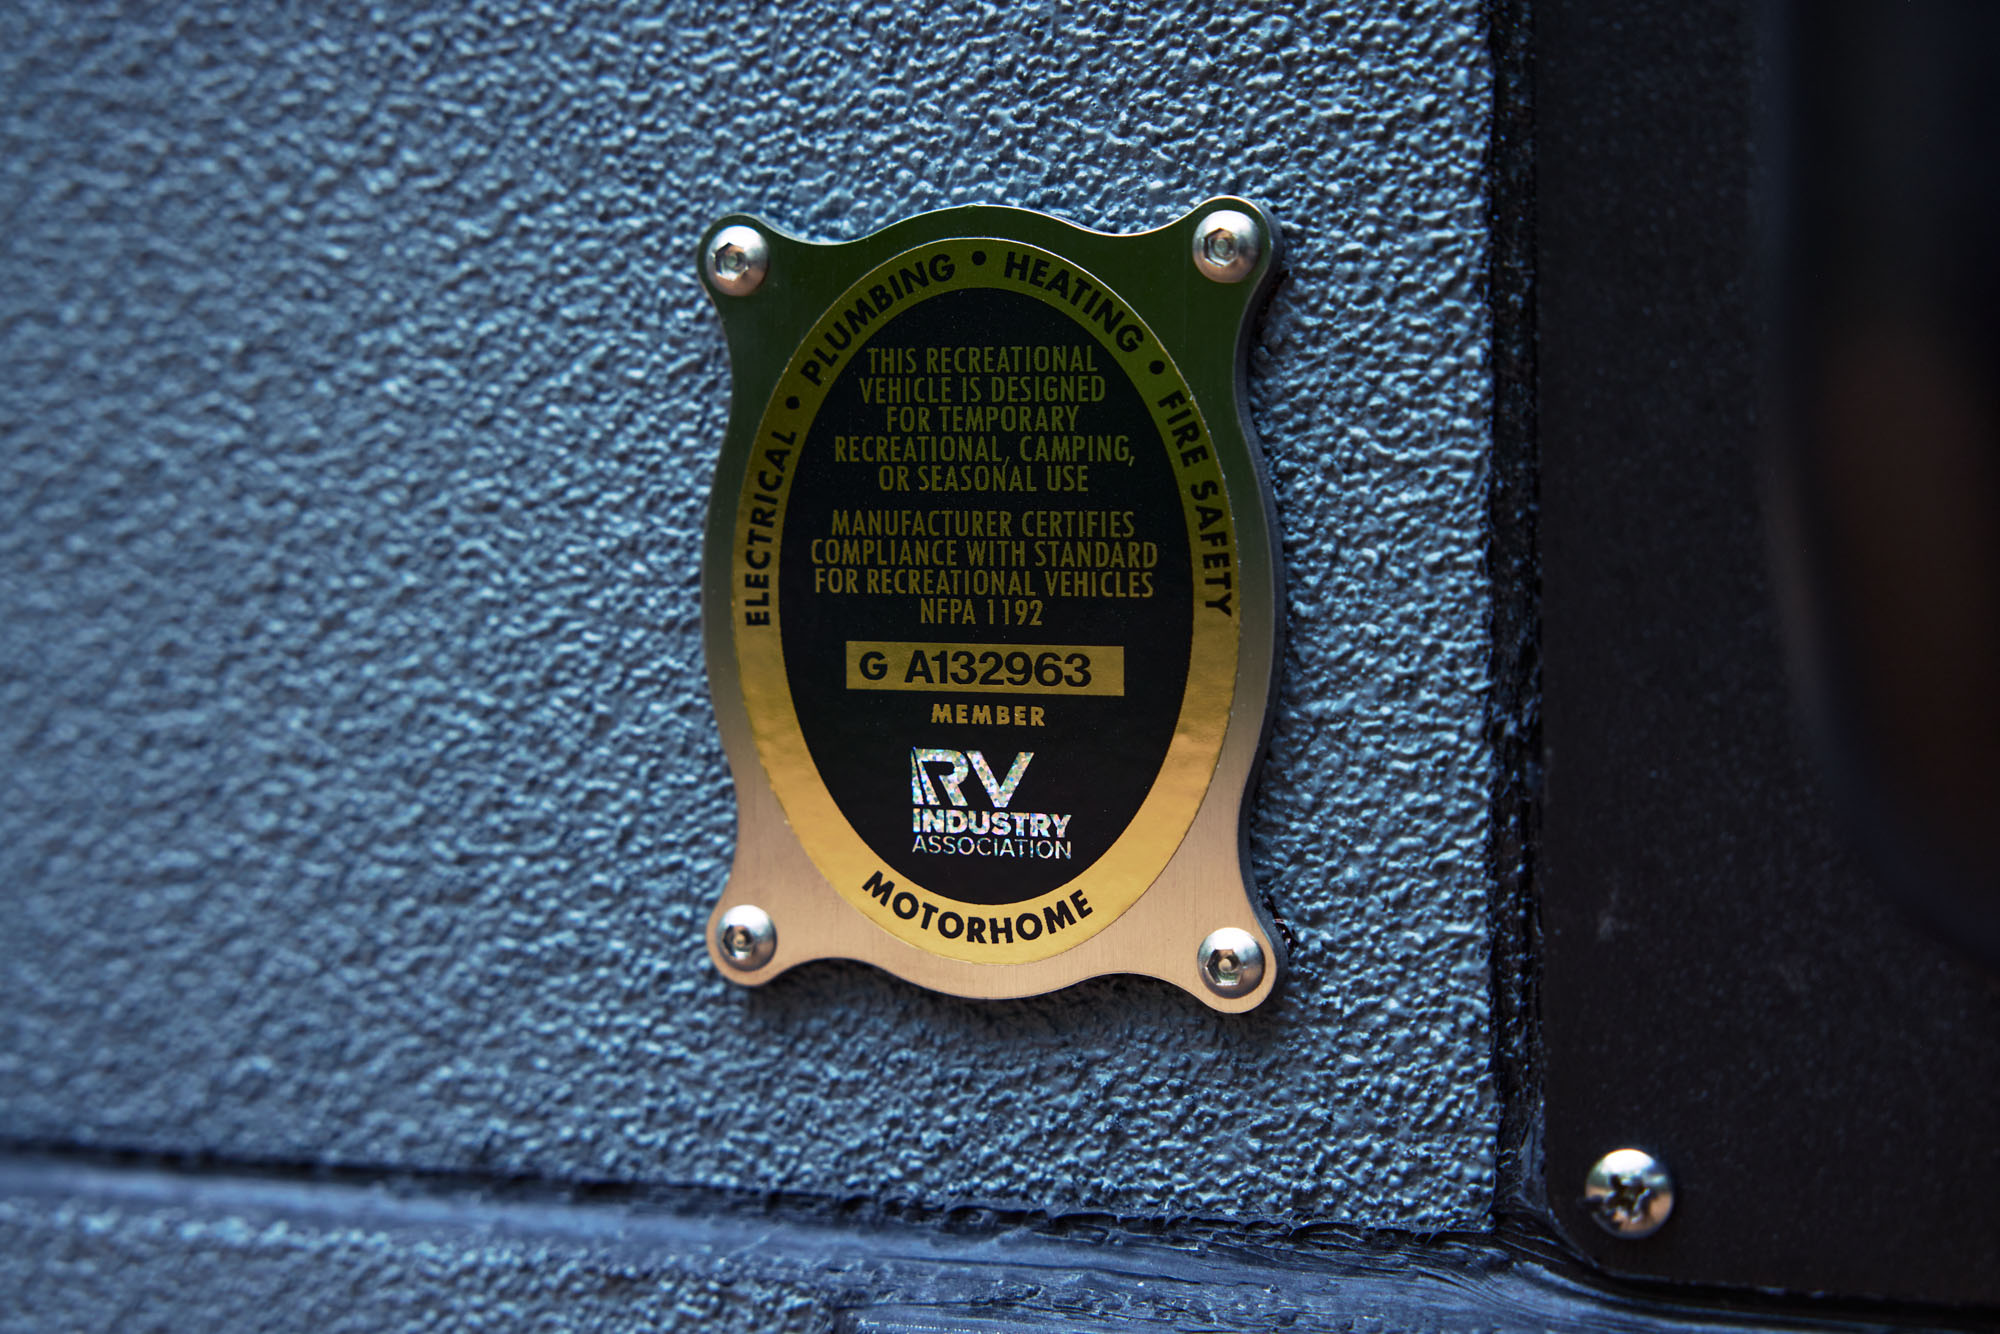 ELECTRICAL • PLUMBING • HEATING • FIRE SAFETY
THIS RECREATIONAL
VEHICLE IS DESIGNED
FOR TEMPORARY
RECREATIONAL, CAMPING,
OR SEASONAL USE
MANUFACTURER CERTIFIES
COMPLIANCE WITH STANDARD
FOR RECREATIONAL VEHICLES
NFPA 1192
G A132963
MEMBER
RV
INDUSTRY
ASSOCIATION
MOTORHOME